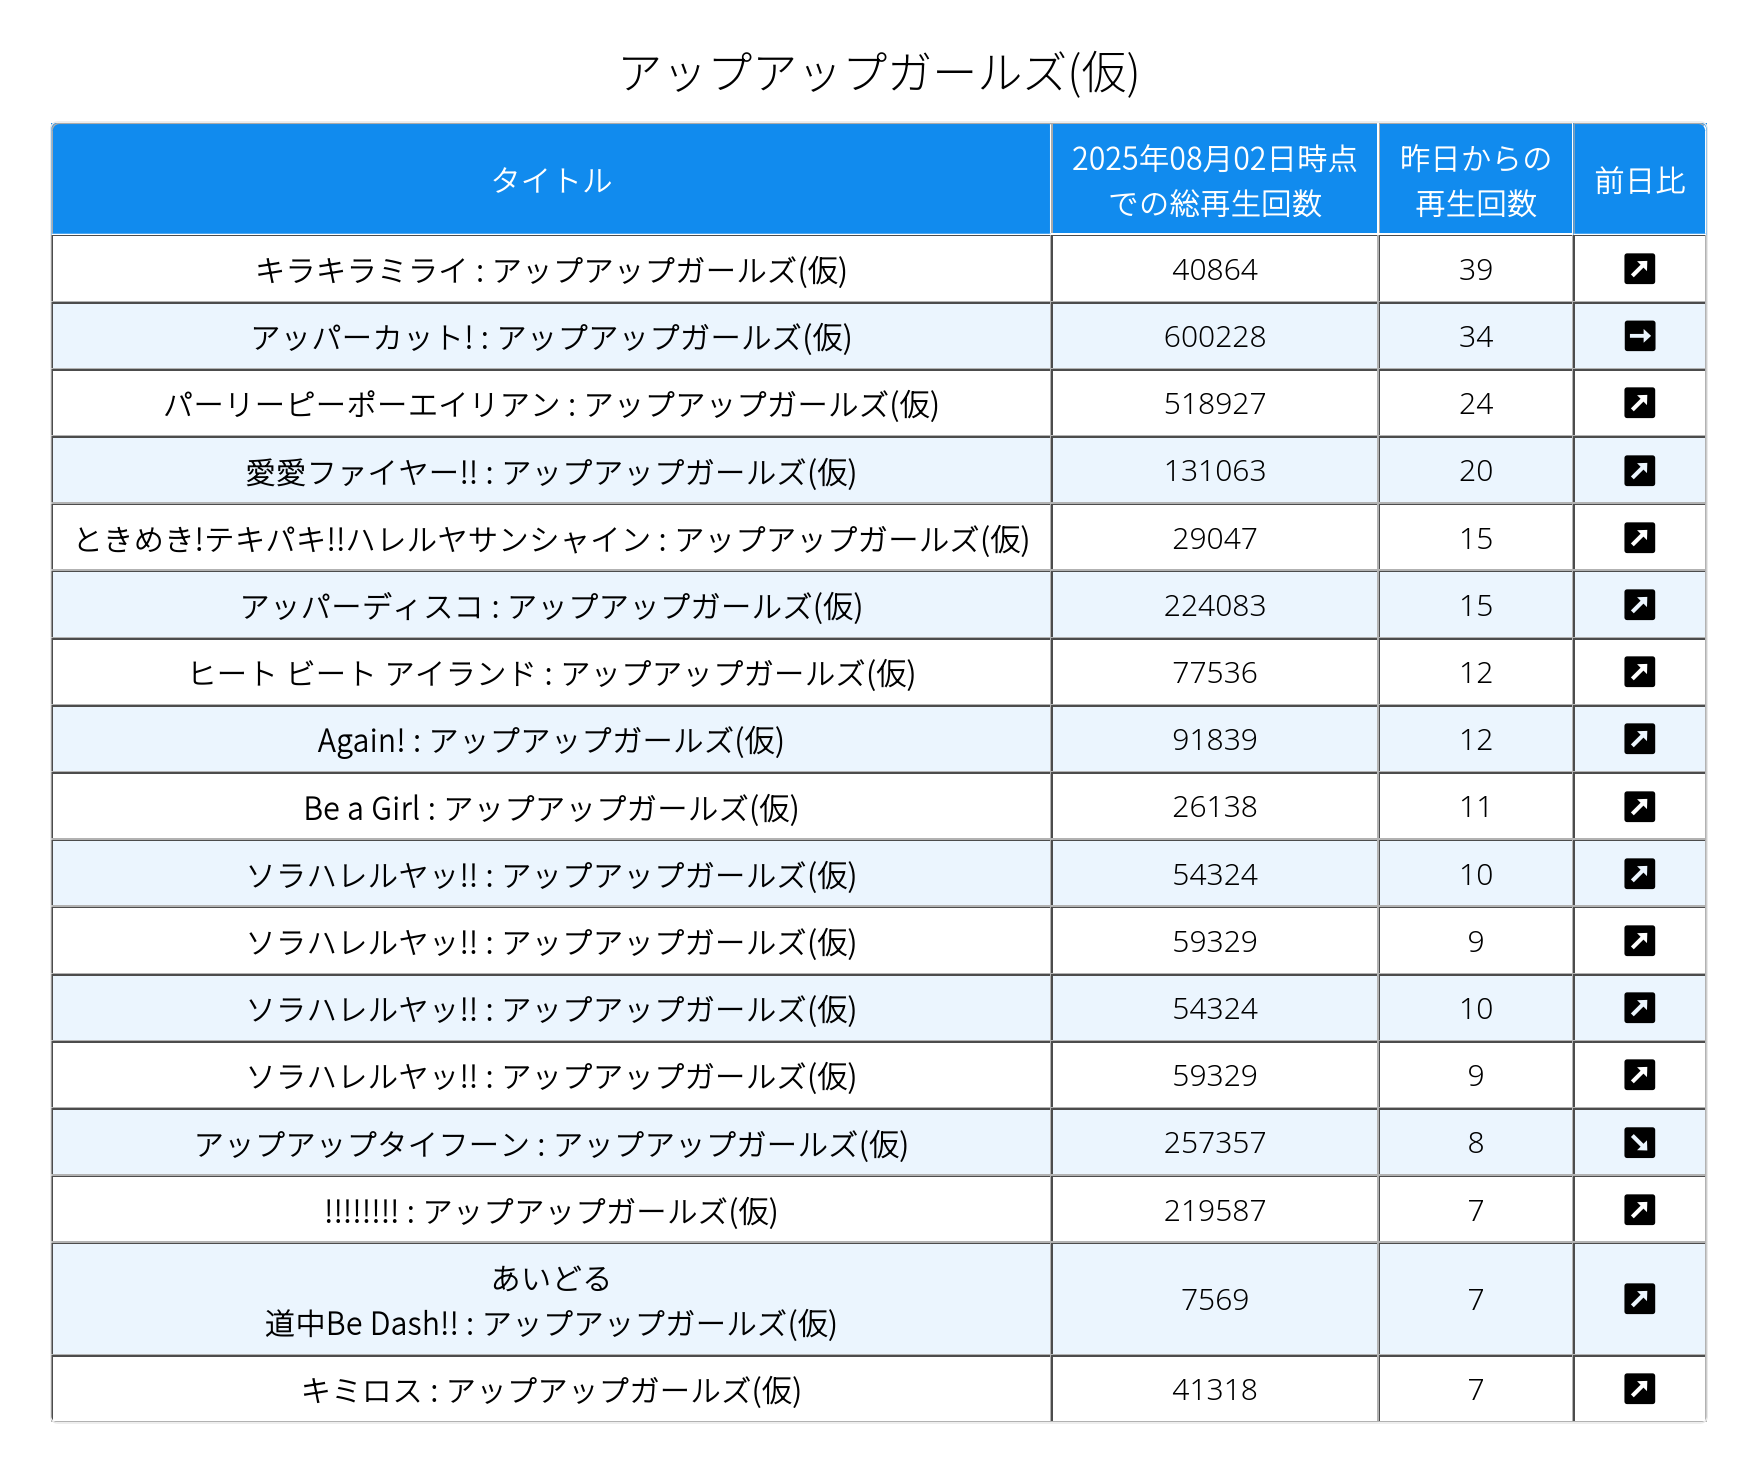 アップアップガールズ(仮)
タイトル 2025年08月02日時点での総再生回数 昨日からの再生回数 前日比
キラキラミライ : アップアップガールズ(仮) 40864 39 ↗
アッパーカット! : アップアップガールズ(仮) 600228 34 →
パーリーピーポーエイリアン : アップアップガールズ(仮) 518927 24 ↗
愛愛ファイヤー!! : アップアップガールズ(仮) 131063 20 ↗
ときめき!テキパキ!!ハレルヤサンシャイン : アップアップガールズ(仮) 29047 15 ↗
アッパーディスコ : アップアップガールズ(仮) 224083 15 ↗
ヒート ビート アイランド : アップアップガールズ(仮) 77536 12 ↗
Again! : アップアップガールズ(仮) 91839 12 ↗
Be a Girl : アップアップガールズ(仮) 26138 11 ↗
ソラハレルヤッ!! : アップアップガールズ(仮) 54324 10 ↗
ソラハレルヤッ!! : アップアップガールズ(仮) 59329 9 ↗
ソラハレルヤッ!! : アップアップガールズ(仮) 54324 10 ↗
ソラハレルヤッ!! : アップアップガールズ(仮) 59329 9 ↗
アップアップタイフーン : アップアップガールズ(仮) 257357 8 ↘
!!!!!!!! : アップアップガールズ(仮) 219587 7 ↗
あいどる
道中Be Dash!! : アップアップガールズ(仮) 7569 7 ↗
キミロス : アップアップガールズ(仮) 41318 7 ↗